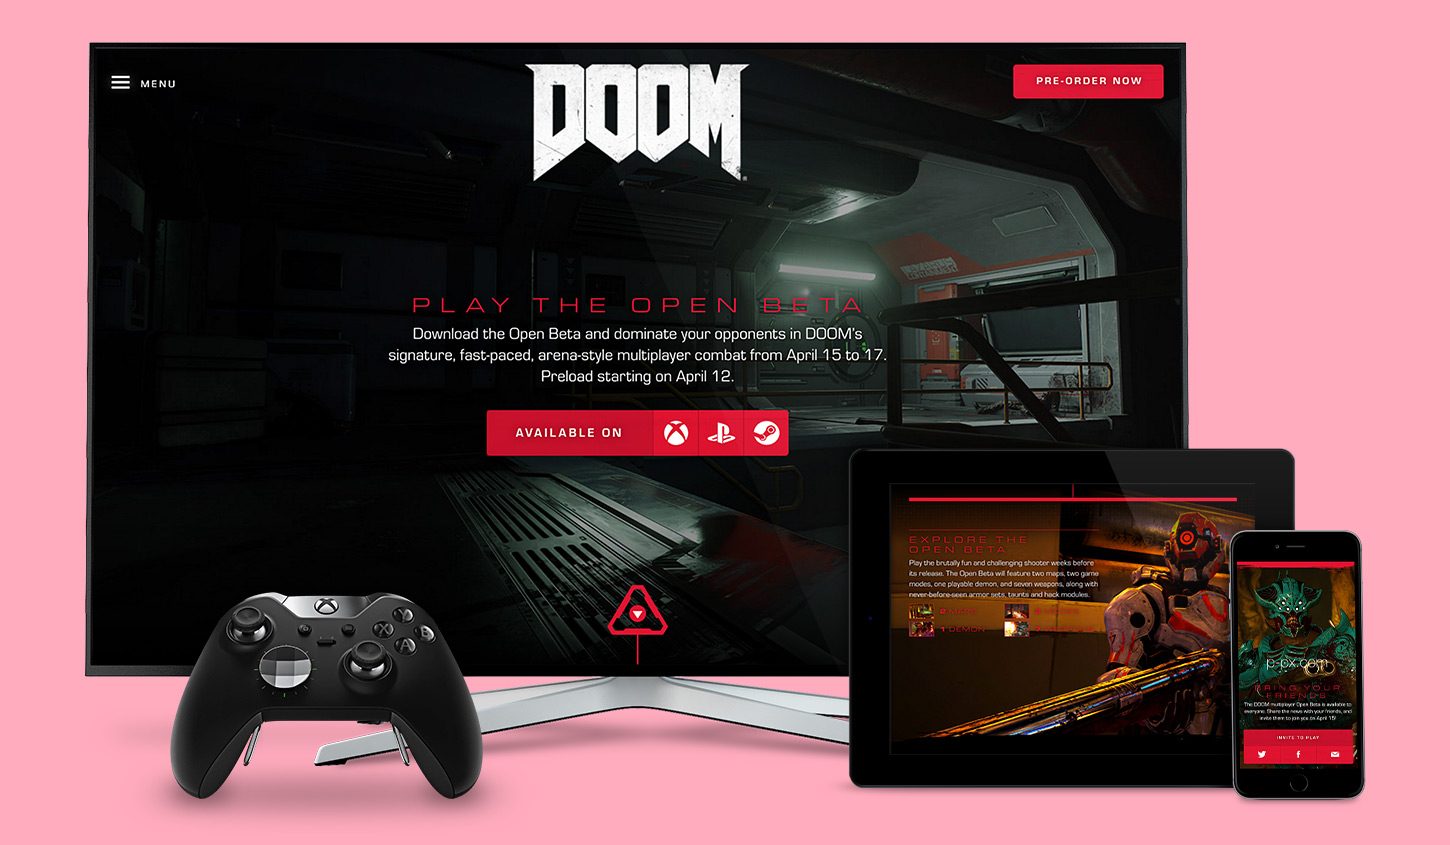 MENU
DOOM
PRE-ORDER NOW
PLAY THE OPEN BETA
Download the Open Beta and dominate your opponents in DOOM's
signature, fast-paced, arena-style multiplayer combat from April 15 to 17.
Preload starting on April 12.
AVAILABLE ON
X
Y
B
A
EXPLORE THE
OPEN BETA
Play the brutally fun and challenging shooter weeks before
its release. The Open Beta will feature two maps, two game
modes, one playable demon, and seven weapons, along with
never-before-seen armor sets, taunts and hack modules.
2
1 DEMON
p-px.com
BRING YOUR
FRIENDS
The DOOM multiplayer Open Beta is available to
everyone. Share the news with your friends, and
invite them to join you on April 15!
INVITE TO PLAY